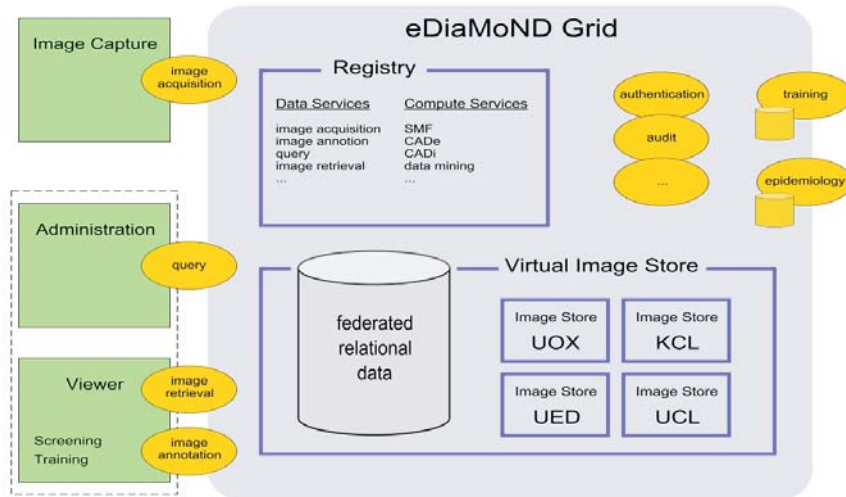 eDiaMoND Grid
Image Capture
image
acquisition
Registry
Data Services
image acquisition
image annotion
query
image retrieval
...
Compute Services
SMF
CADe
CADi
data mining
...
authentication
audit
...
training
epidemiology
Administration
query
Viewer
Screening
Training
image
retrieval
image
annotation
Virtual Image Store
federated
relational
data
Image Store
UOX
Image Store
KCL
Image Store
UED
Image Store
UCL